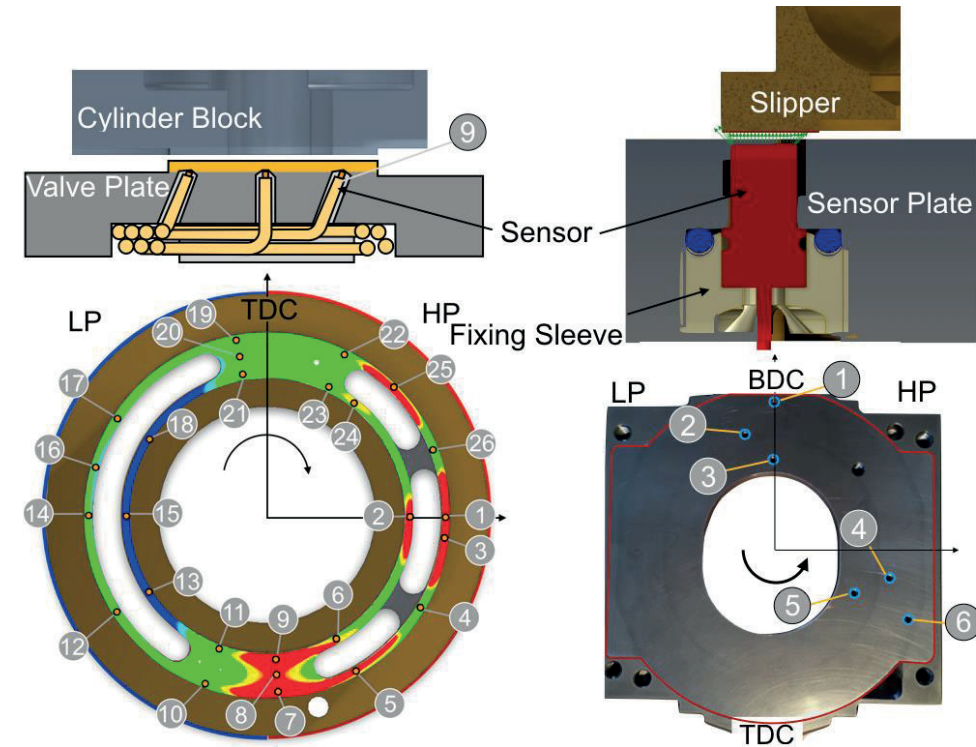 Cylinder Block
9
Valve Plate
Sensor
Slipper
Sensor Plate
Fixing Sleeve
TDC
LP
HP
19
20
22
17
25
21
23
18
24
16
26
14
15
2
1
3
13
6
4
11
9
12
10
8
7
5
BDC
1
LP
HP
2
3
4
5
6
TDC